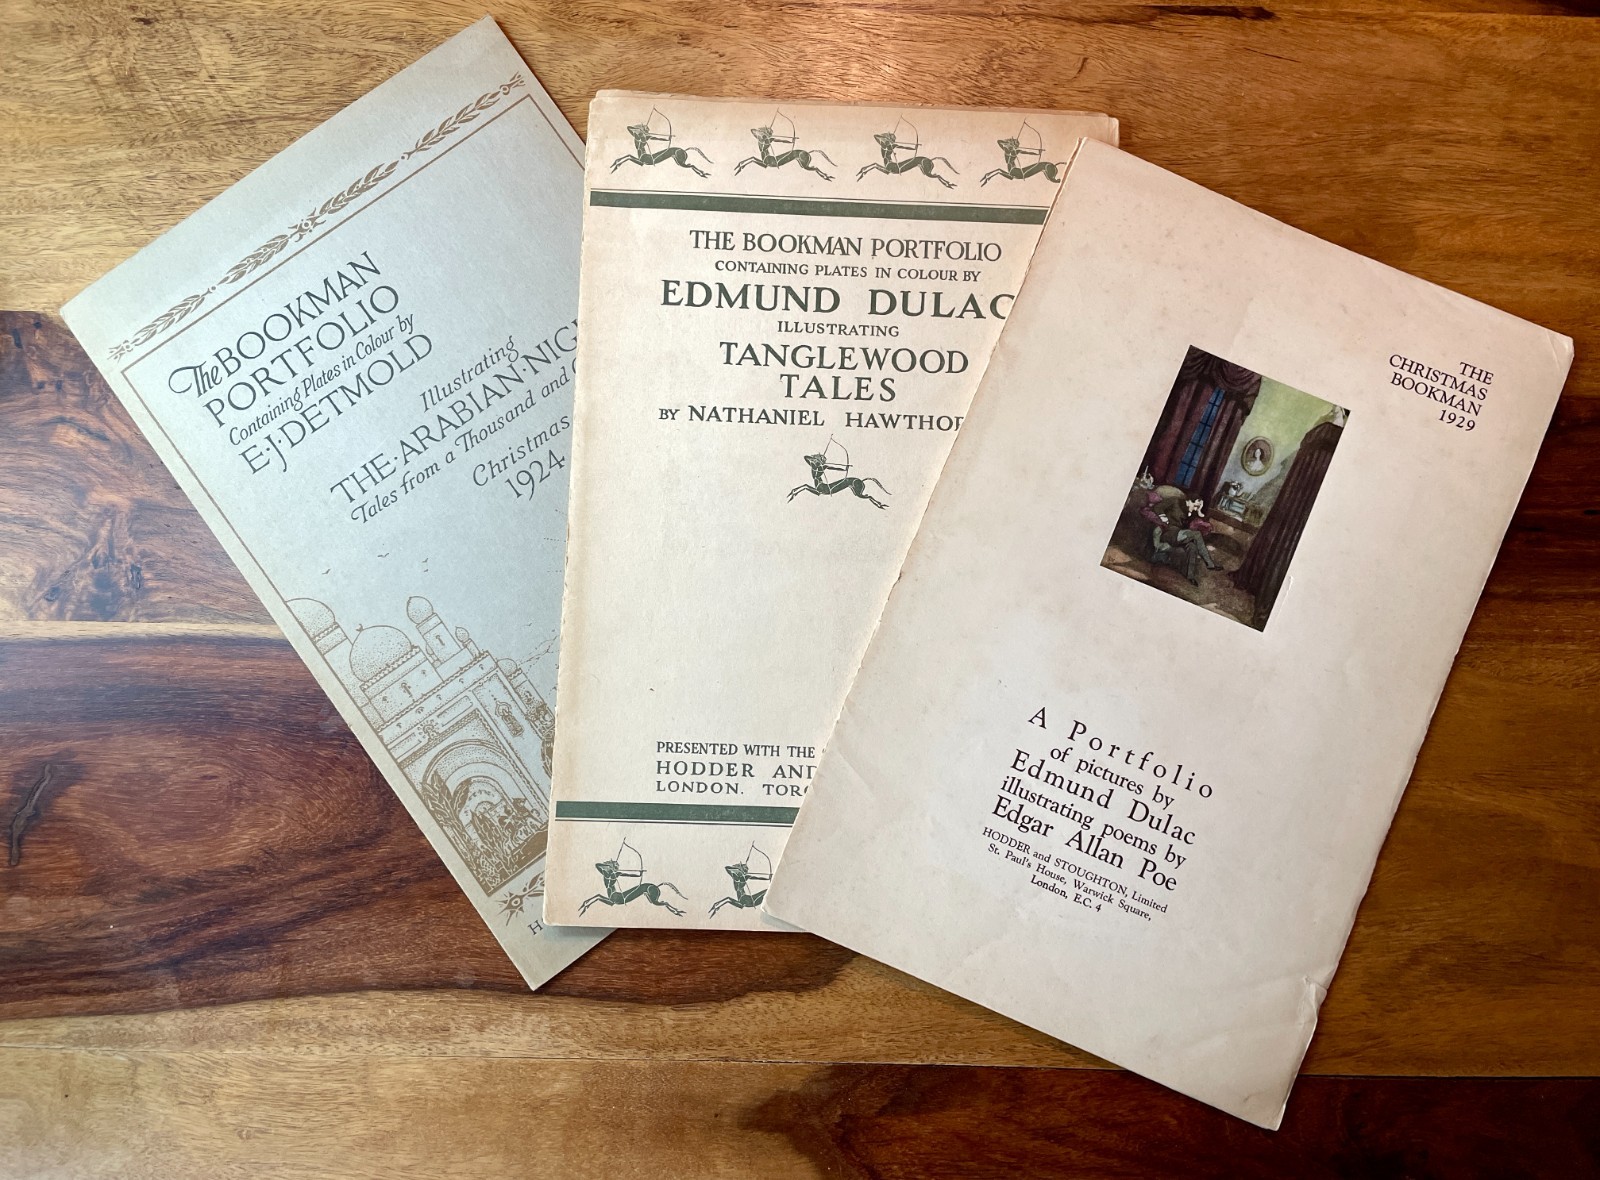 The BOOKMAN
PORTFOLIO
Containing Plates in Colour by
E·J·DETMOLD
Illustrating
THE·ARABIAN·NIG
Tales from a Thousand and
Christmas
1924
H
THE BOOKMAN PORTFOLIO
CONTAINING PLATES IN COLOUR BY
EDMUND DULAC
ILLUSTRATING
TANGLEWOOD
TALES
BY NATHANIEL HAWTHO
PRESENTED WITH THE
HODDER AND
LONDON. TORO
THE
CHRISTMAS
BOOKMAN
1929
A Portfolio
of pictures by
Edmund Dulac
illustrating poems by
Edgar Allan Poe
HODDER and STOUGHTON, Limited
St. Paul's House, Warwick Square,
London, E.C. 4